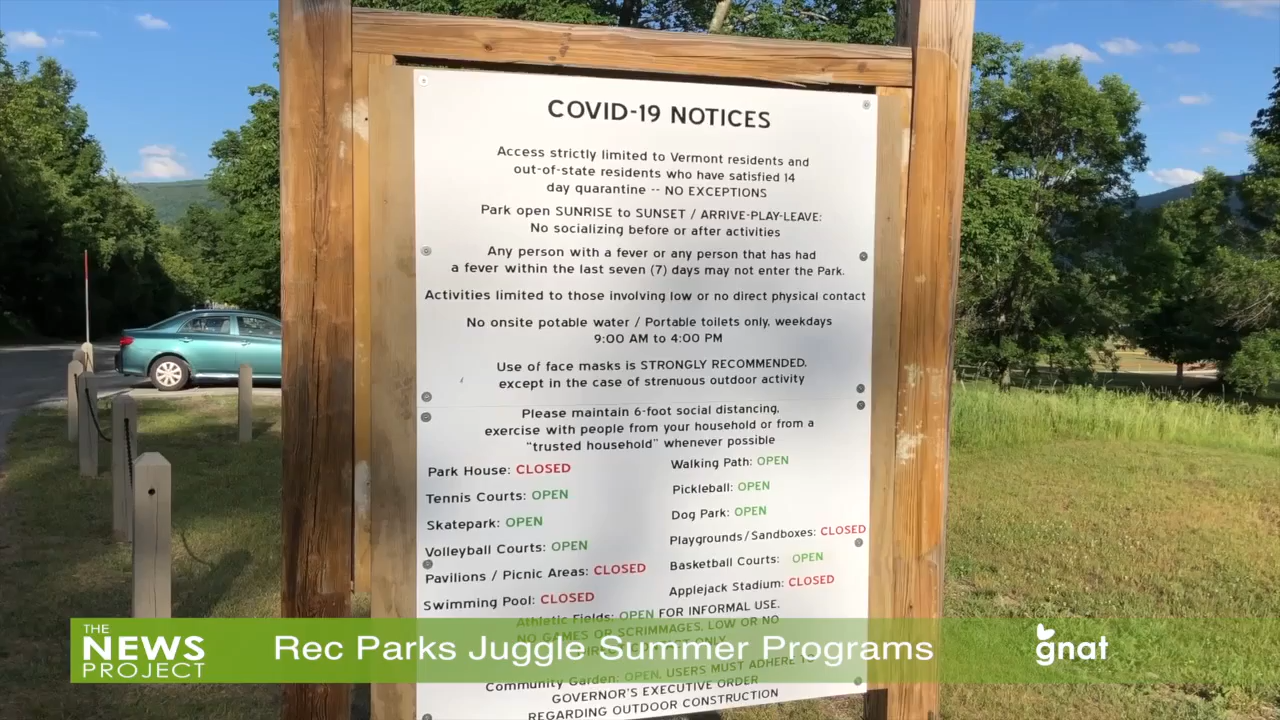 COVID-19 NOTICES
Access strictly limited to Vermont residents and
out-of-state residents who have satisfied 14
day quarantine -- NO EXCEPTIONS
Park open SUNRISE to SUNSET / ARRIVE-PLAY-LEAVE:
No socializing before or after activities
Any person with a fever or any person that has had
a fever within the last seven (7) days may not enter the Park.
Activities limited to those involving low or no direct physical contact
No onsite potable water / Portable toilets only, weekdays
9:00 AM to 4:00 PM
Use of face masks is STRONGLY RECOMMENDED,
except in the case of strenuous outdoor activity
Please maintain 6-foot social distancing,
exercise with people from your household or from a
"trusted household" whenever possible
Park House: CLOSED
Tennis Courts: OPEN
Skatepark: OPEN
Volleyball Courts: OPEN
Pavilions / Picnic Areas: CLOSED
Swimming Pool: CLOSED
Walking Path: OPEN
Pickleball: OPEN
Dog Park: OPEN
Playgrounds/Sandboxes: CLOSED
Basketball Courts: OPEN
Applejack Stadium: CLOSED
Athletic Fields: OPEN FOR INFORMAL USE,
NO GAMES OR SCRIMMAGES, LOW OR NO
CONTACT ONLY
Community Garden: OPEN, USERS MUST ADHERE TO
GOVERNOR'S EXECUTIVE ORDER
REGARDING OUTDOOR CONSTRUCTION
THE
NEWS
PROJECT
Rec Parks Juggle Summer Programs
gnat